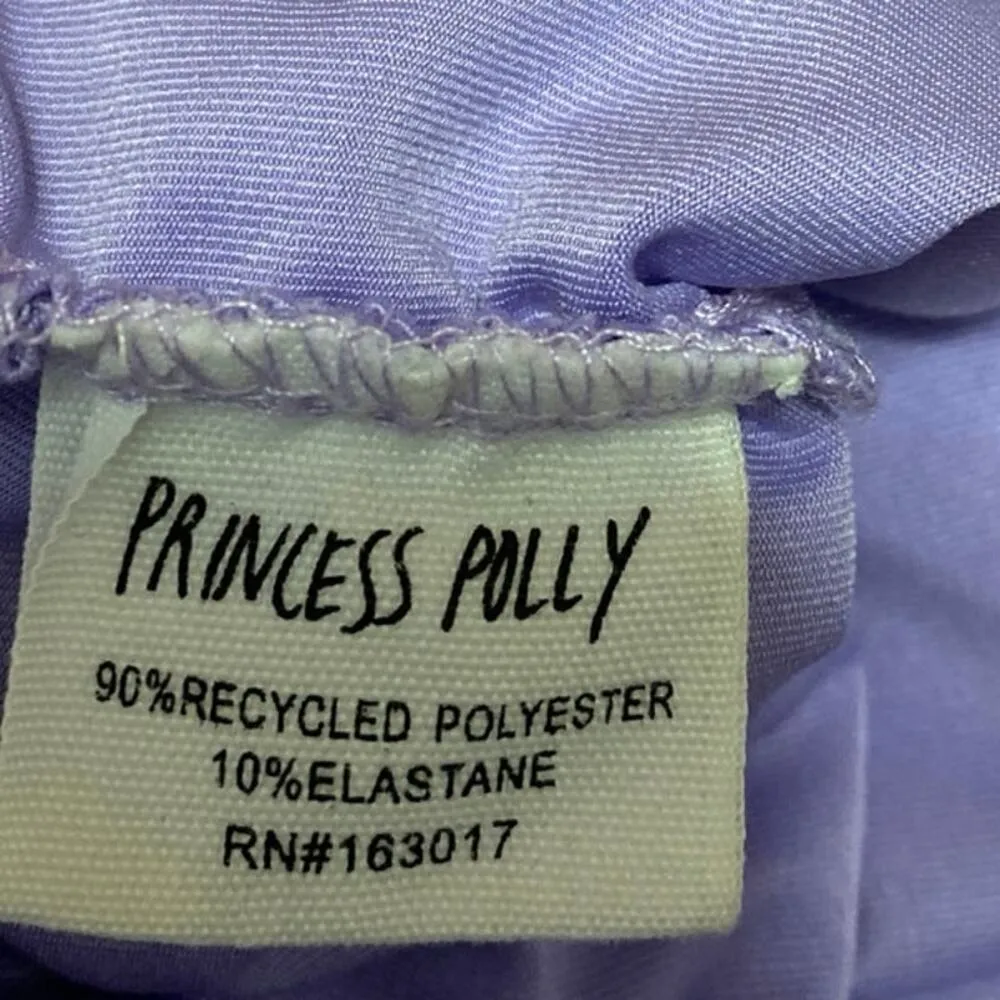 PRINCESS POLLY
90%RECYCLED POLYESTER
10%ELASTANE
RN#163017